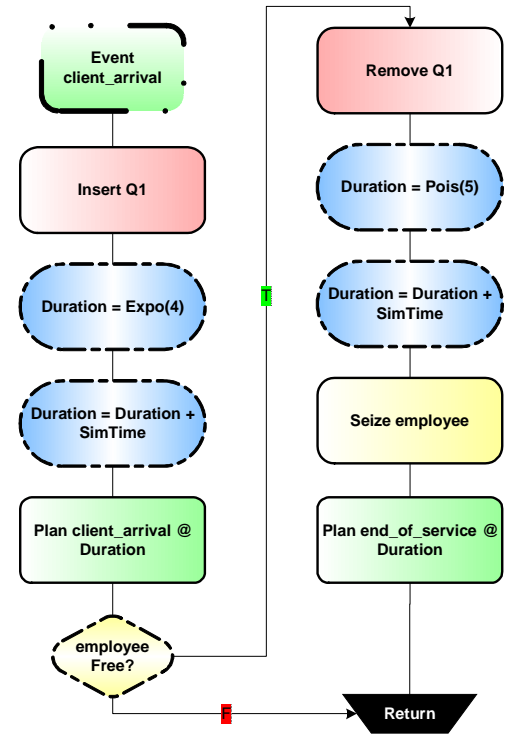 Event
client_arrival
Insert Q1
Duration = Expo(4)
Duration = Duration +
SimTime
Plan client_arrival @
Duration
employee
Free?
T
F
Remove Q1
Duration = Pois(5)
Duration = Duration +
SimTime
Seize employee
Plan end_of_service @
Duration
Return